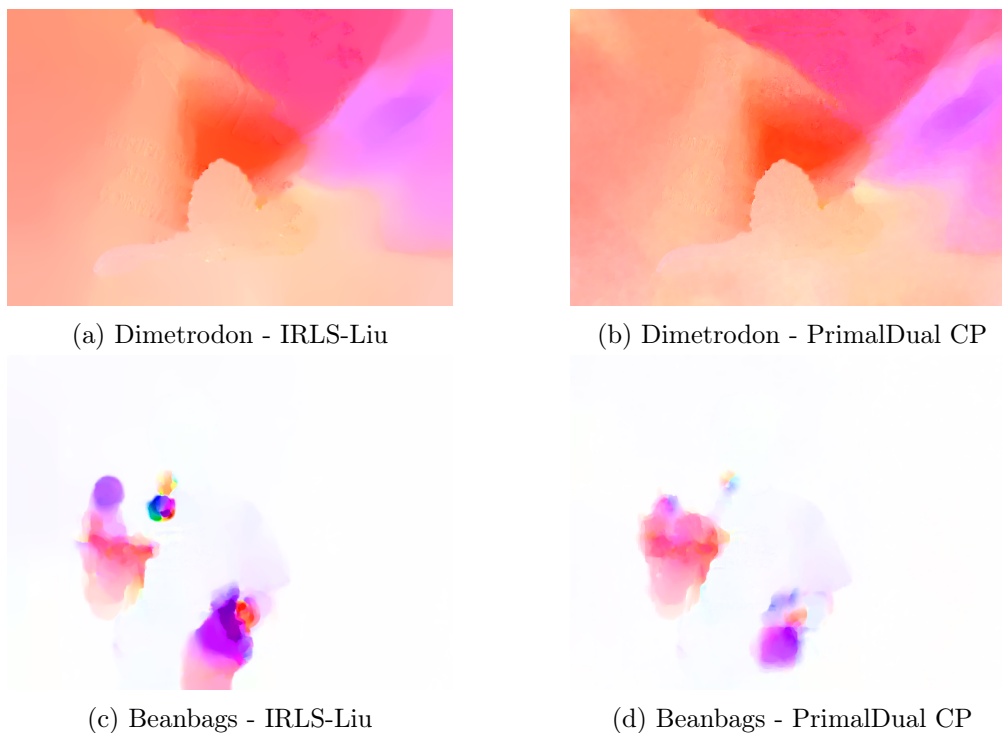 (a) Dimetrodon - IRLS-Liu
(b) Dimetrodon - PrimalDual CP
(c) Beanbags - IRLS-Liu
(d) Beanbags - PrimalDual CP